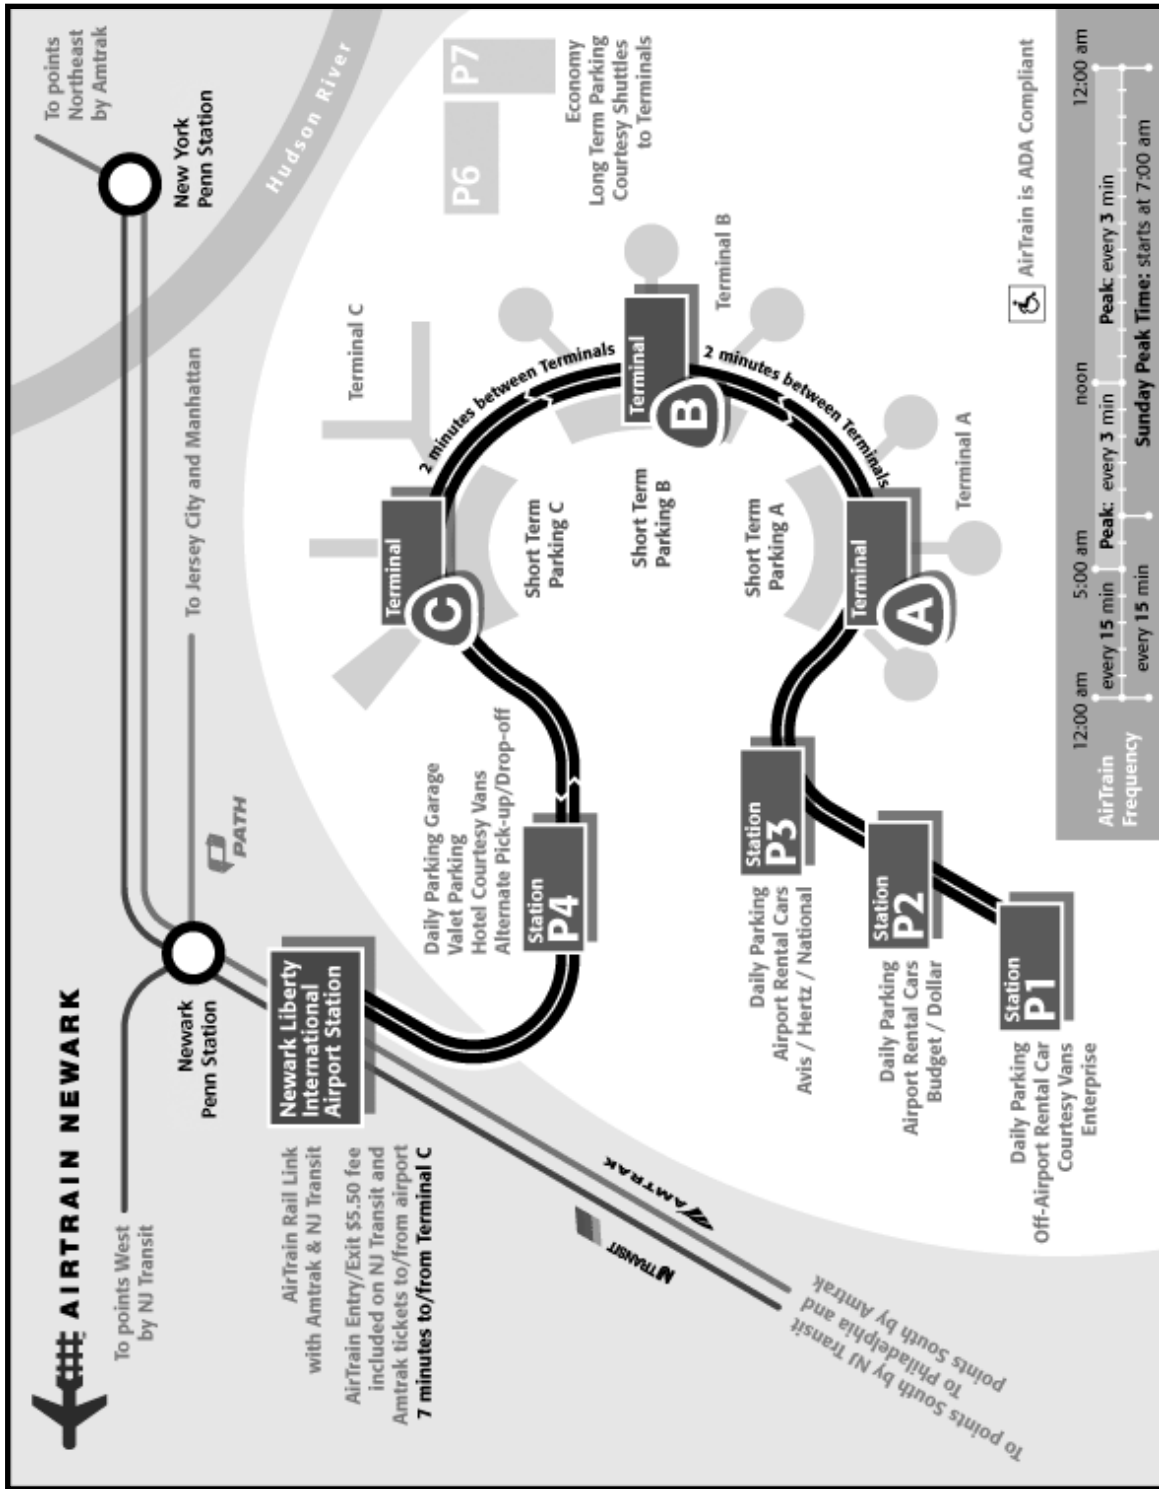 AIRTRAIN NEWARK
To points West
by NJ Transit
Newark
Penn Station
PATH
To Jersey City and Manhattan
New York
Penn Station
To points
Northeast
by Amtrak
Hudson River
Newark Liberty
International
Airport Station
AirTrain Rail Link
with Amtrak & NJ Transit
AirTrain Entry/Exit $5.50 fee
included on NJ Transit and
Amtrak tickets to/from airport
7 minutes to/from Terminal C
NJ TRANSIT
AMTRAK
To points South by NJ Transit
To Philadelphia and
points South by Amtrak
Daily Parking Garage
Valet Parking
Hotel Courtesy Vans
Alternate Pick-up/Drop-off
Station
P4
Terminal
C
Terminal C
2 minutes between Terminals
Short Term
Parking C
P6
P7
Economy
Long Term Parking
Courtesy Shuttles
to Terminals
Terminal
B
Terminal B
Short Term
Parking B
2 minutes between Terminals
Short Term
Parking A
Terminal
A
Terminal A
Station
P3
Daily Parking
Airport Rental Cars
Avis / Hertz / National
Station
P2
Daily Parking
Airport Rental Cars
Budget / Dollar
Station
P1
Daily Parking
Off-Airport Rental Car
Courtesy Vans
Enterprise
AirTrain is ADA Compliant
AirTrain
Frequency
12:00 am
5:00 am
noon
12:00 am
every 15 min
Peak: every 3 min
Peak: every 3 min
every 15 min
Sunday Peak Time: starts at 7:00 am